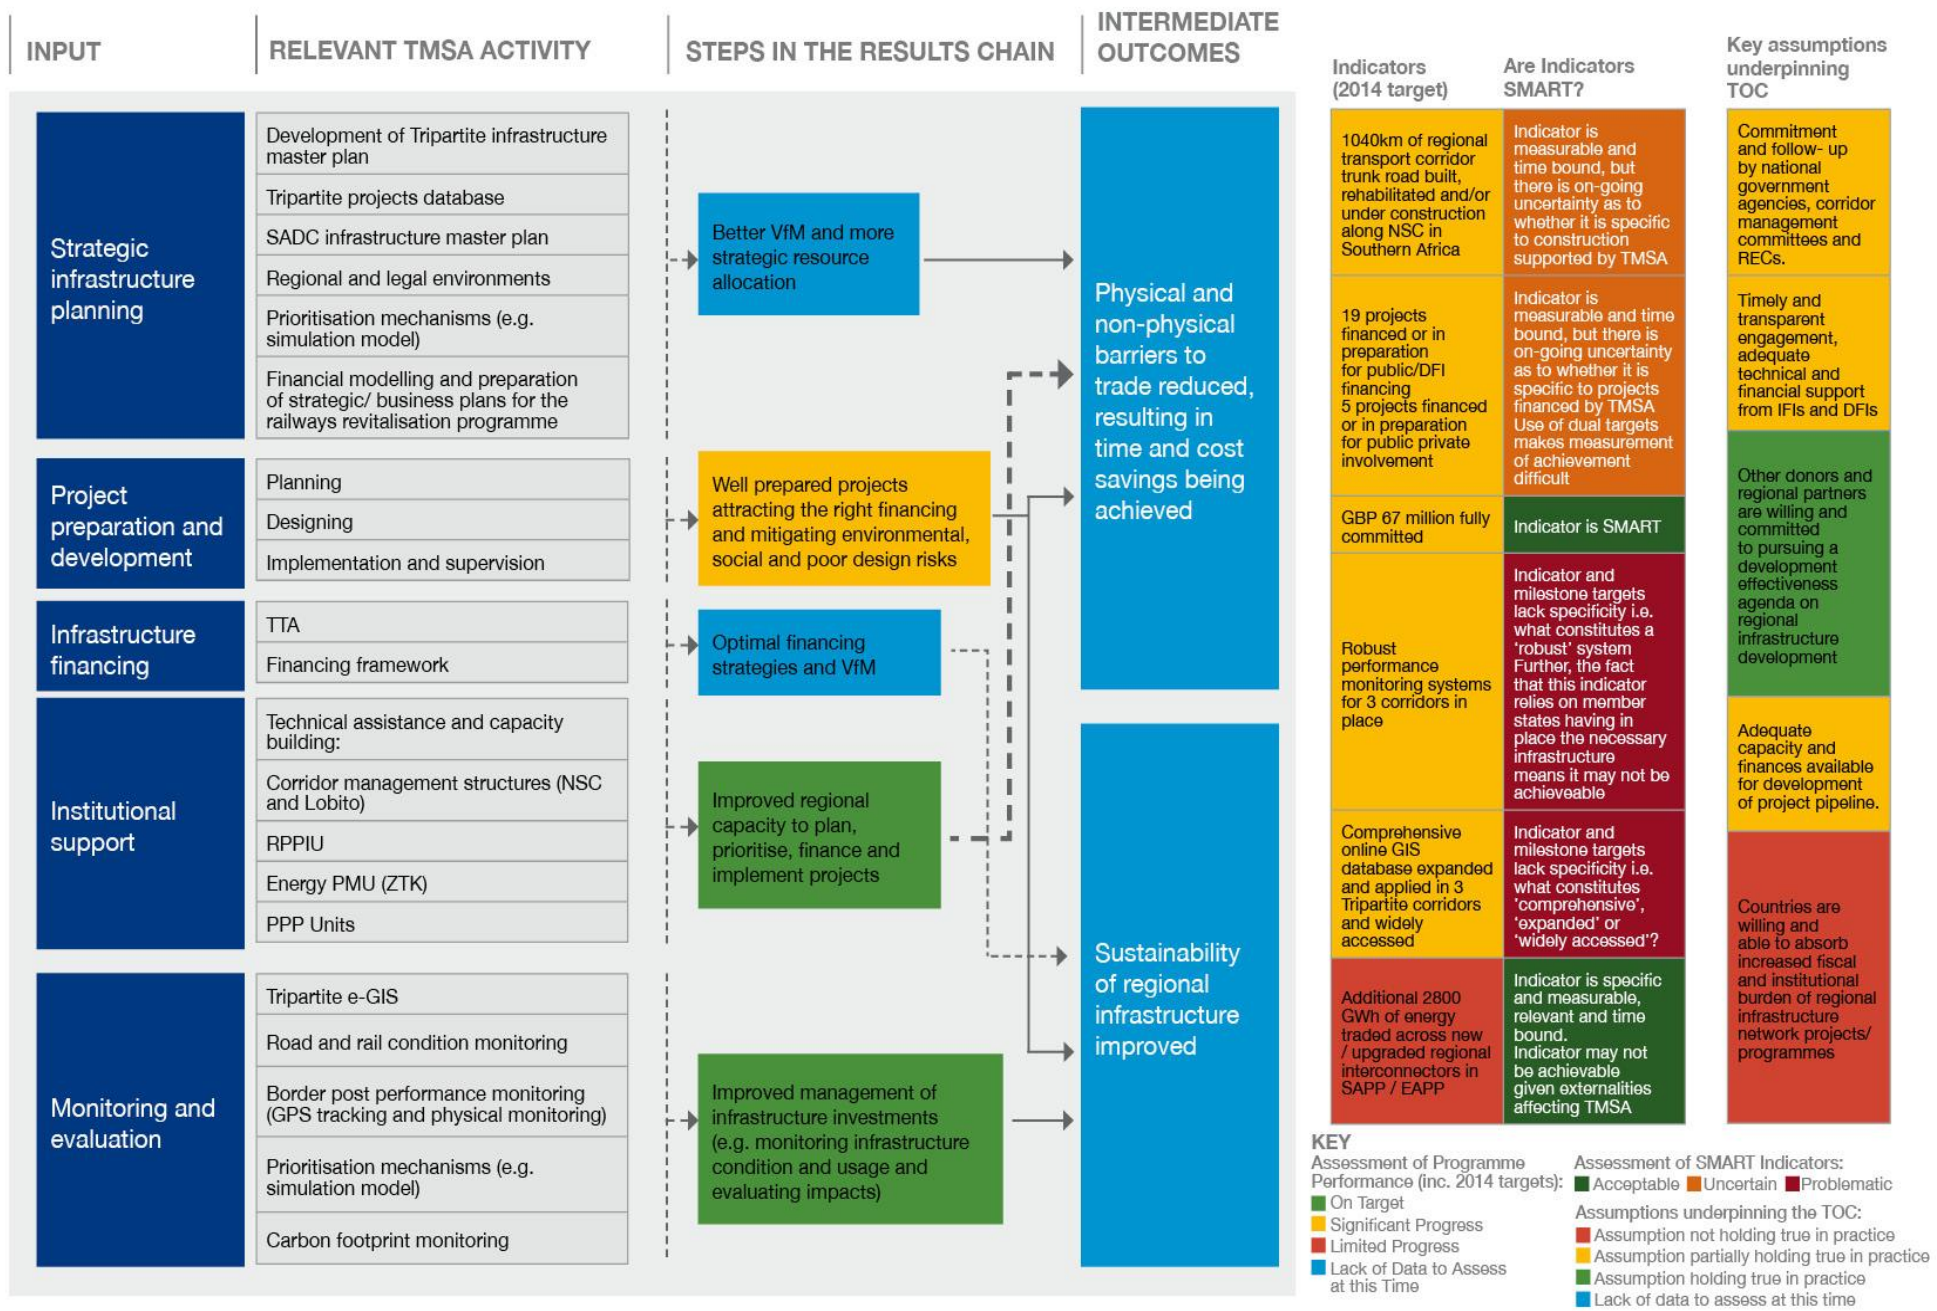 INPUT
RELEVANT TMSA ACTIVITY
STEPS IN THE RESULTS CHAIN
INTERMEDIATE
OUTCOMES
Indicators
(2014 target)
Are Indicators
SMART?
Key assumptions
underpinning
TOC
Strategic
infrastructure
planning
Development of Tripartite infrastructure
master plan
Tripartite projects database
SADC infrastructure master plan
Regional and legal environments
Prioritisation mechanisms (e.g.
simulation model)
Financial modelling and preparation
of strategic/ business plans for the
railways revitalisation programme
Project
preparation and
development
Planning
Designing
Implementation and supervision
Infrastructure
financing
TTA
Financing framework
Institutional
support
Technical assistance and capacity
building:
Corridor management structures (NSC
and Lobito)
RPPIU
Energy PMU (ZTK)
PPP Units
Monitoring and
evaluation
Tripartite e-GIS
Road and rail condition monitoring
Border post performance monitoring
(GPS tracking and physical monitoring)
Prioritisation mechanisms (e.g.
simulation model)
Carbon footprint monitoring
Better VfM and more
strategic resource
allocation
Well prepared projects
attracting the right financing
and mitigating environmental,
social and poor design risks
Optimal financing
strategies and VfM
Improved regional
capacity to plan,
prioritise, finance and
implement projects
Improved management of
infrastructure investments
(e.g. monitoring infrastructure
condition and usage and
evaluating impacts)
Physical and
non-physical
barriers to
trade reduced,
resulting in
time and cost
savings being
achieved
Sustainability
of regional
infrastructure
improved
1040km of regional
transport corridor
trunk road built,
rehabilitated and/or
under construction
along NSC in
Southern Africa
19 projects
financed or in
preparation
for public/DFI
financing
5 projects financed
or in preparation
for public private
involvement
GBP 67 million fully
committed
Robust
performance
monitoring systems
for 3 corridors in
place
Comprehensive
online GIS
database expanded
and applied in 3
Tripartite corridors
and widely
accessed
Additional 2800
GWh of energy
traded across new
/ upgraded regional
interconnectors in
SAPP / EAPP
Indicator is
measurable and
time bound, but
there is on-going
uncertainty as to
whether it is specific
to construction
supported by TMSA
Indicator is
measurable and time
bound, but there is
on-going uncertainty
as to whether it is
specific to projects
financed by TMSA
Use of dual targets
makes measurement
of achievement
difficult
Indicator is SMART
Indicator and
milestone targets
lack specificity i.e.
what constitutes a
‘robust’ system
Further, the fact
that this indicator
relies on member
states having in
place the necessary
infrastructure
means it may not be
achieveable
Indicator and
milestone targets
lack specificity i.e.
what constitutes
'comprehensive',
‘expanded’ or
‘widely accessed’?
Indicator is specific
and measurable,
relevant and time
bound.
Indicator may not
be achievable
given externalities
affecting TMSA
Commitment
and follow- up
by national
government
agencies, corridor
management
committees and
RECs.
Timely and
transparent
engagement,
adequate
technical and
financial support
from IFIs and DFIs
Other donors and
regional partners
are willing and
committed
to pursuing a
development
effectiveness
agenda on
regional
infrastructure
development
Adequate
capacity and
finances available
for development
of project pipeline.
Countries are
willing and
able to absorb
increased fiscal
and institutional
burden of regional
infrastructure
network projects/
programmes
KEY
Assessment of Programme
Performance (inc. 2014 targets):
On Target
Significant Progress
Limited Progress
Lack of Data to Assess
at this Time
Assessment of SMART Indicators:
Acceptable Uncertain Problematic
Assumptions underpinning the TOC:
Assumption not holding true in practice
Assumption partially holding true in practice
Assumption holding true in practice
Lack of data to assess at this time